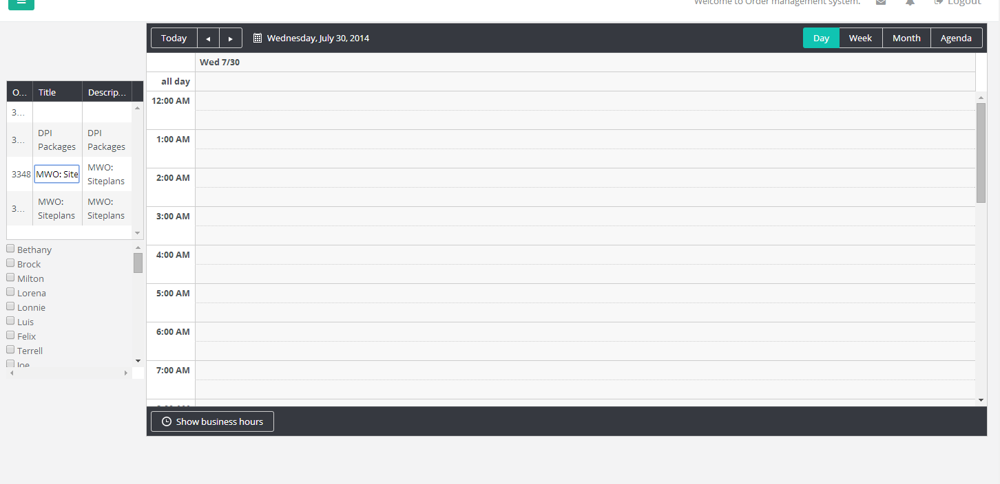 Welcome to Order management system.
Logout
Today
Wednesday, July 30, 2014
Day Week Month Agenda
Wed 7/30
all day
12:00 AM
1:00 AM
2:00 AM
3:00 AM
4:00 AM
5:00 AM
6:00 AM
7:00 AM
Show business hours
O... Title Descrip...
3...
3... DPI Packages DPI Packages
3348 MWO: Site MWO: Siteplans
3... MWO: Siteplans MWO: Siteplans
Bethany
Brock
Milton
Lorena
Lonnie
Luis
Felix
Terrell
Joe